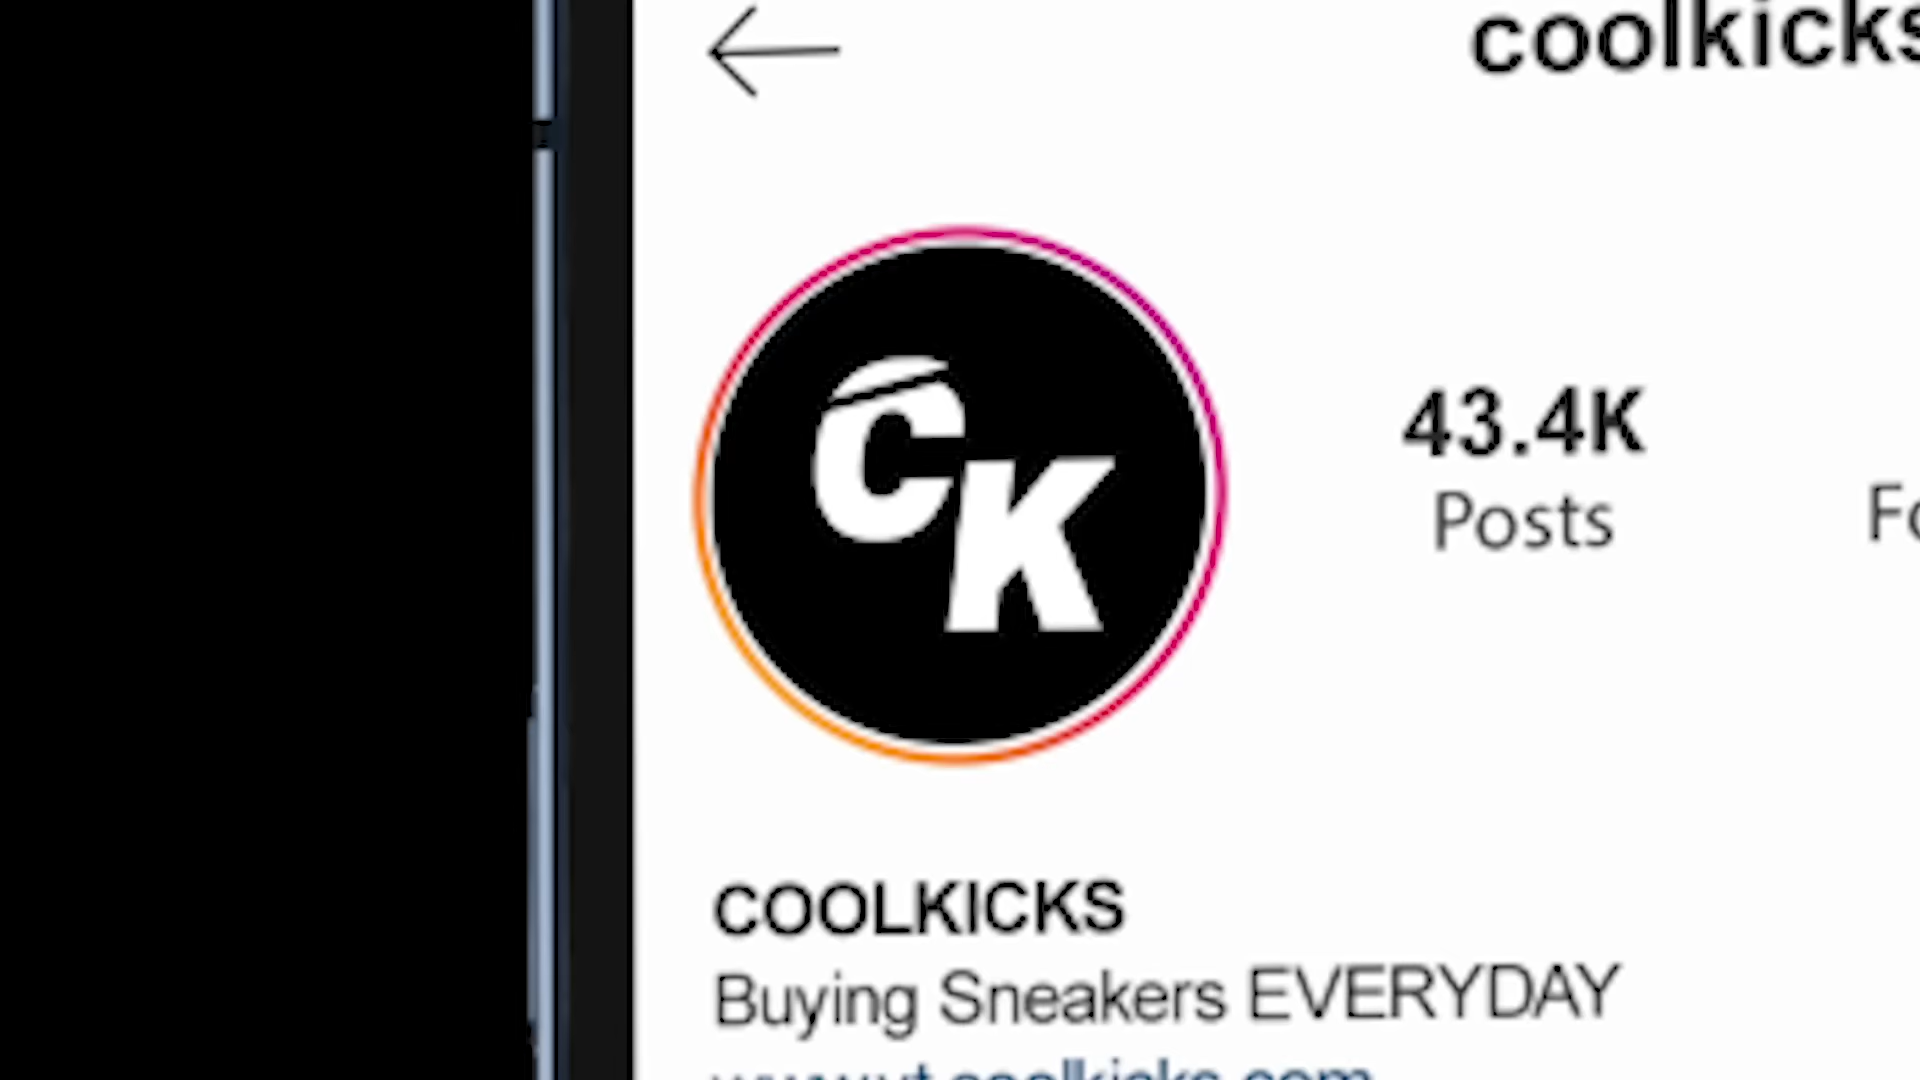 coolkicks
CK
43.4K
Posts
COOLKICKS
Buying Sneakers EVERYDAY